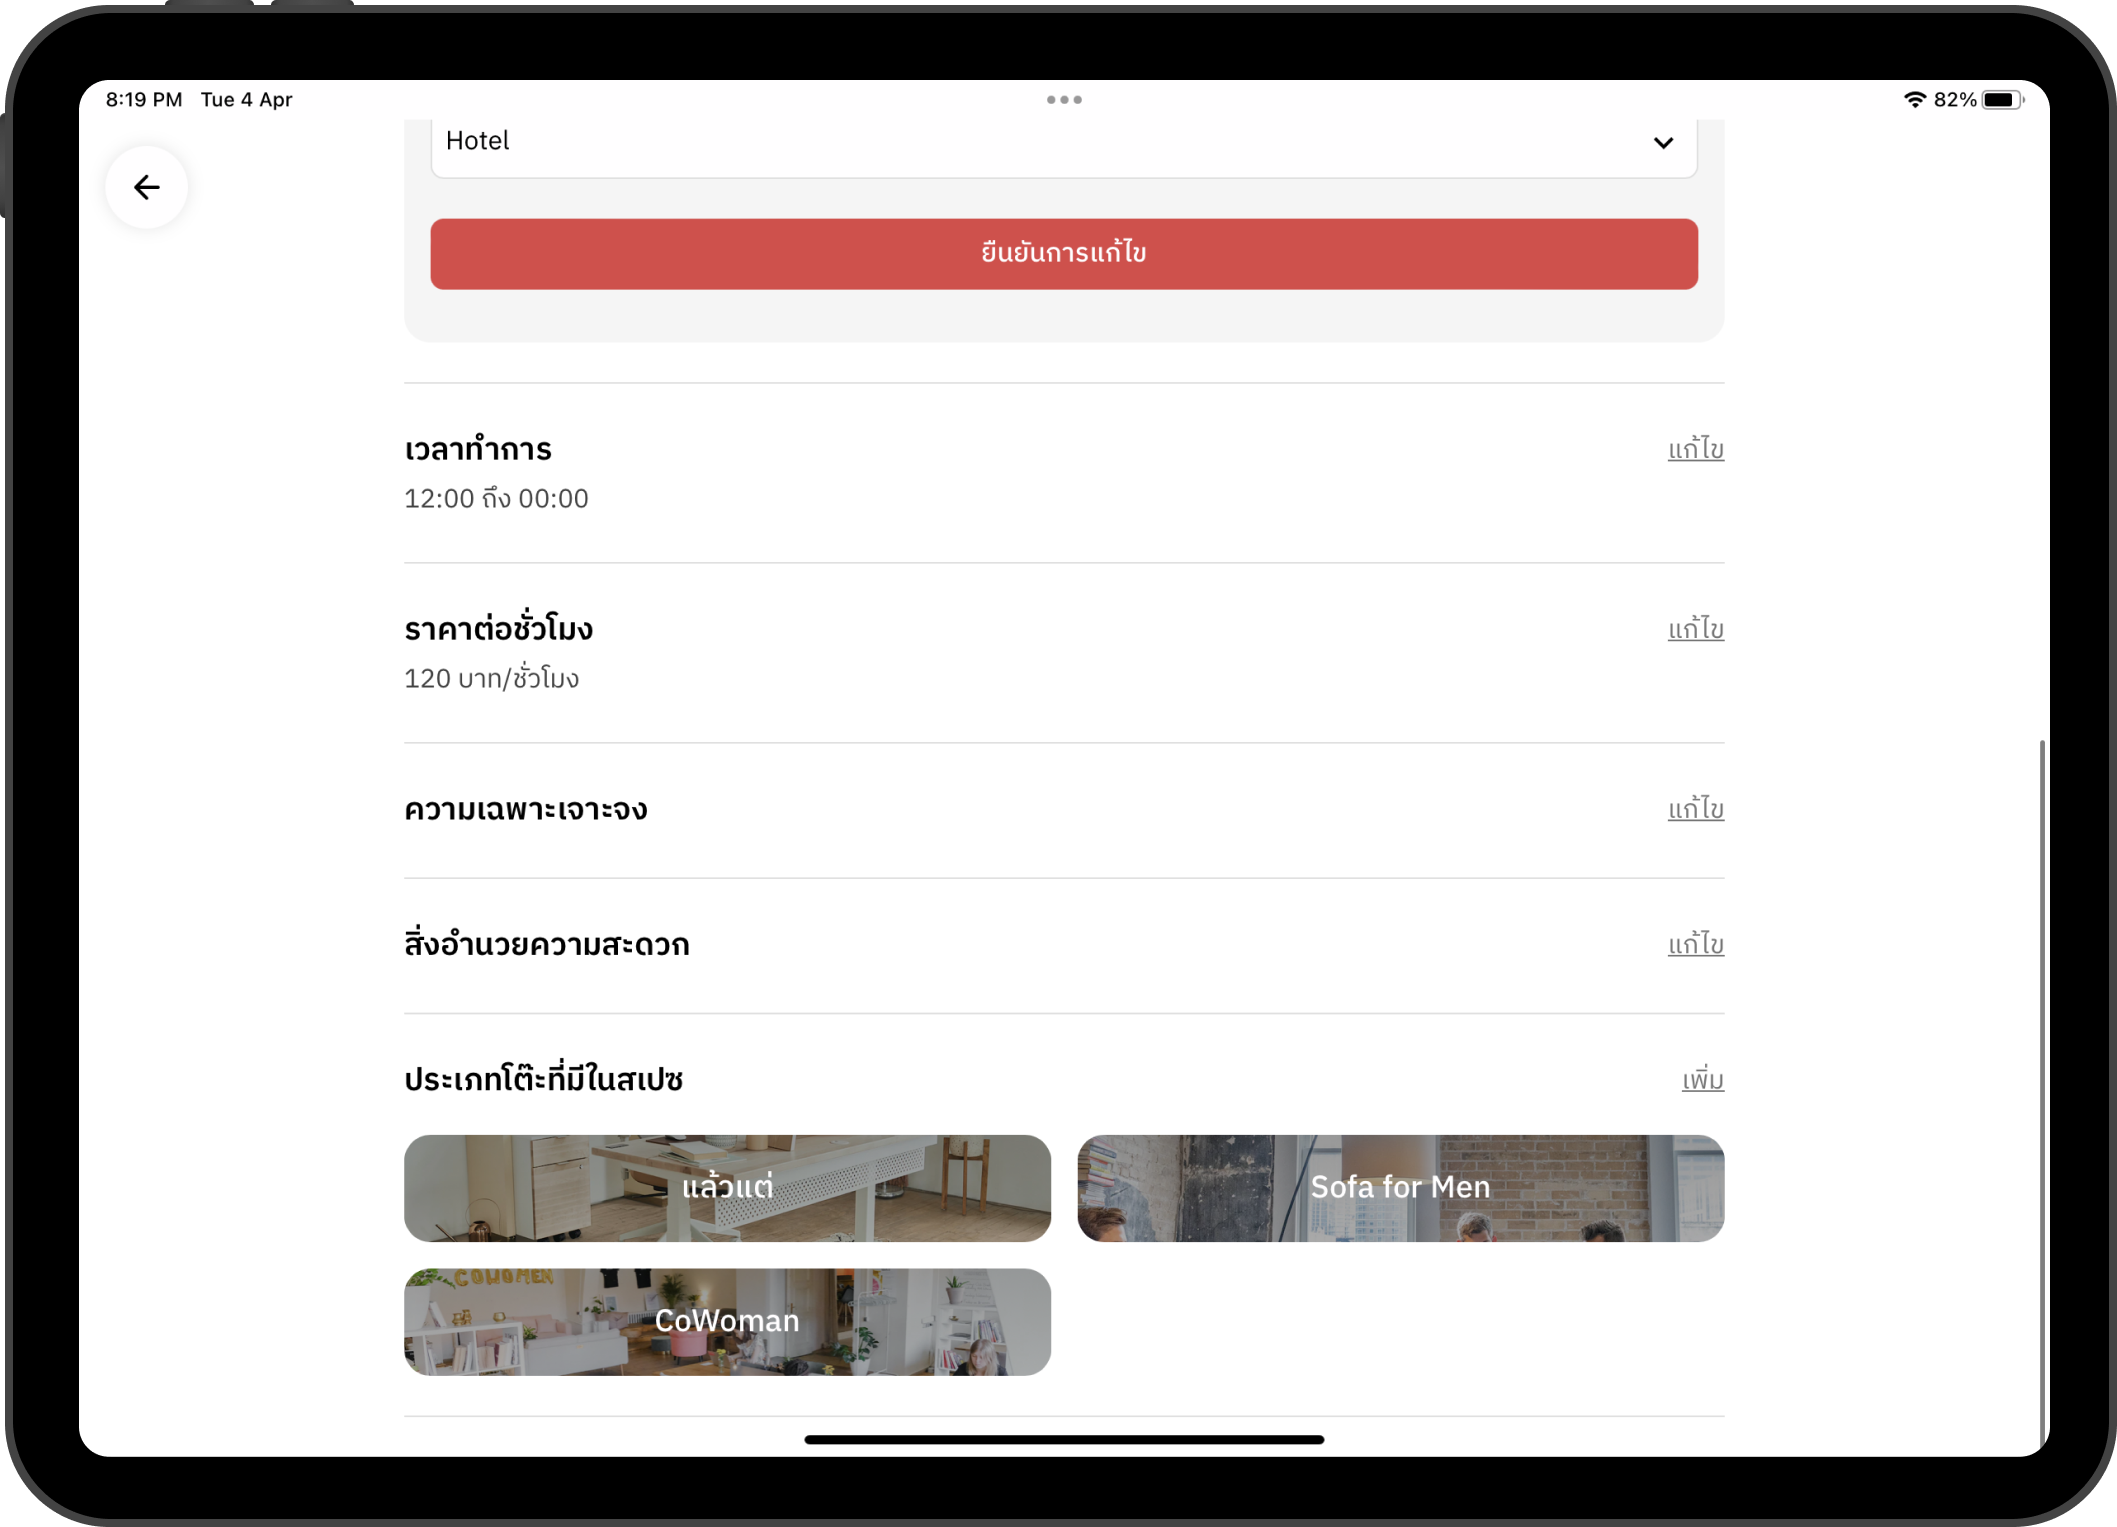 8:19 PM Tue 4 Apr
82%
Hotel
ยืนยันการแก้ไข
เวลาทำการ
แก้ไข
12:00 ถึง 00:00
ราคาต่อชั่วโมง
แก้ไข
120 บาท/ชั่วโมง
ความเฉพาะเจาะจง
แก้ไข
สิ่งอำนวยความสะดวก
แก้ไข
ประเภทโต๊ะที่มีในสเปซ
เพิ่ม
แล้วแต่
Sofa for Men
COWOMEN
CoWoman